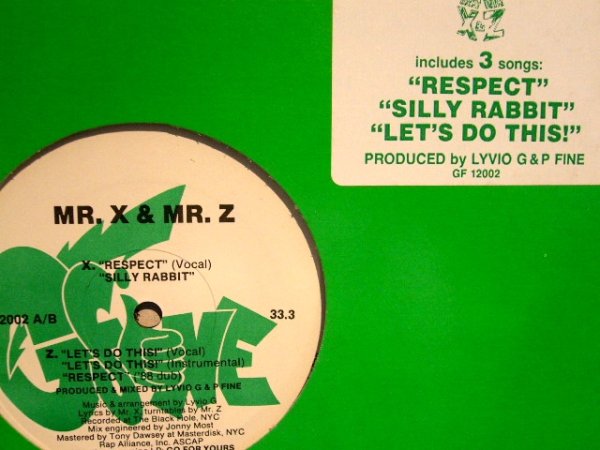 includes 3 songs:
"RESPECT"
"SILLY RABBIT"
"LET'S DO THIS!"
PRODUCED by LYVIO G & P FINE
GF 12002
MR. X & MR. Z
X. "RESPECT" (Vocal)
"SILLY RABBIT"
2002 A/B
33.3
Z. "LET'S DO THIS!" (Vocal)
"LET'S DO THIS!" (Instrumental)
"RESPECT" ('88 dub)
PRODUCED & MIXED BY LYVIO G & P FINE
Music & arrangement by Lyvio G
Lyrics by Mr. X, turntables by Mr. Z
Recorded at The Black Hole, NYC
Mix engineered by Jonny Most
Mastered by Tony Dawsey at Masterdisk, NYC
Rap Alliance, Inc. ASCAP
LP: GO FOR YOURS